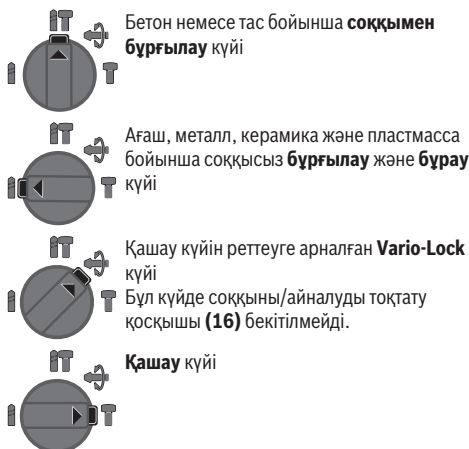 Бетон немесе тас бойынша соққымен
бұрғылау күйі
Ағаш, металл, керамика және пластмасса
бойынша соққысыз бұрғылау және бұрау
күйі
Қашау күйін реттеуге арналған Vario-Lock
күйі
Бұл күйде соққыны/айналуды тоқтату
қосқышы (16) бекітілмейді.
Қашау күйі